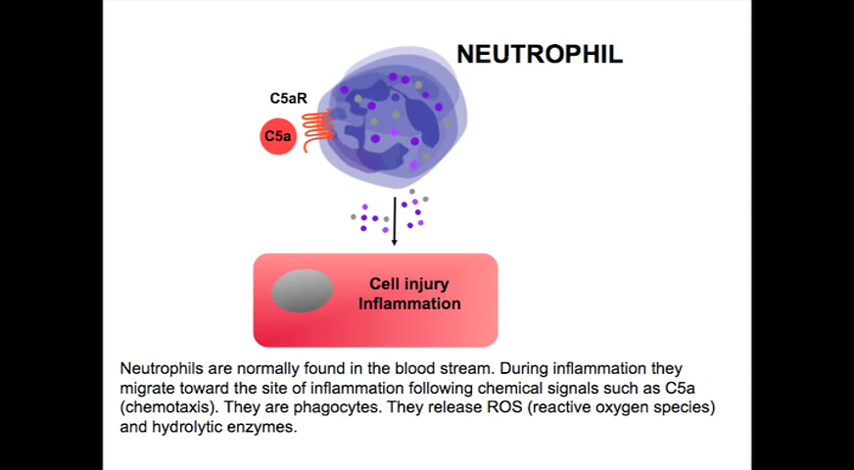 NEUTROPHIL
C5aR
C5a
Cell injury
Inflammation
Neutrophils are normally found in the blood stream. During inflammation they
migrate toward the site of inflammation following chemical signals such as C5a
(chemotaxis). They are phagocytes. They release ROS (reactive oxygen species)
and hydrolytic enzymes.